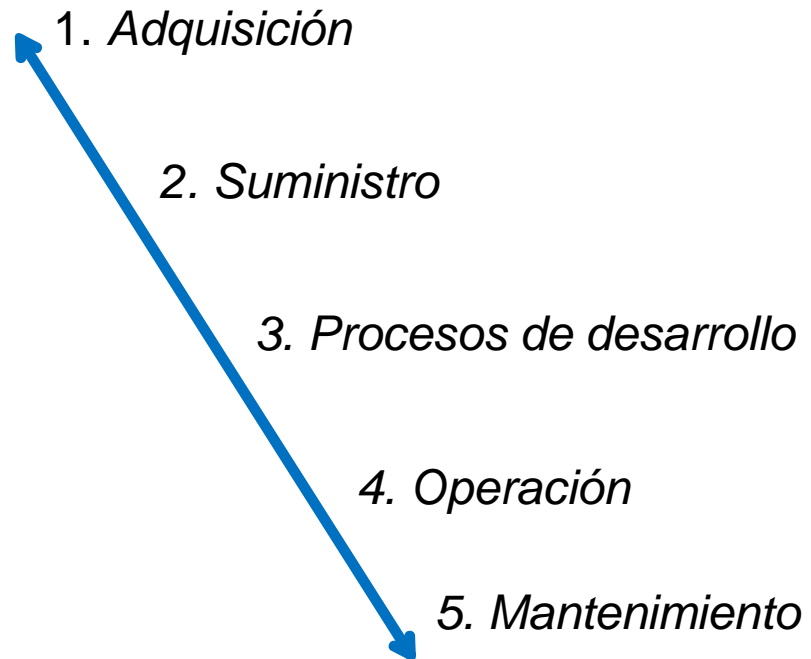 1. Adquisición
2. Suministro
3. Procesos de desarrollo
4. Operación
5. Mantenimiento